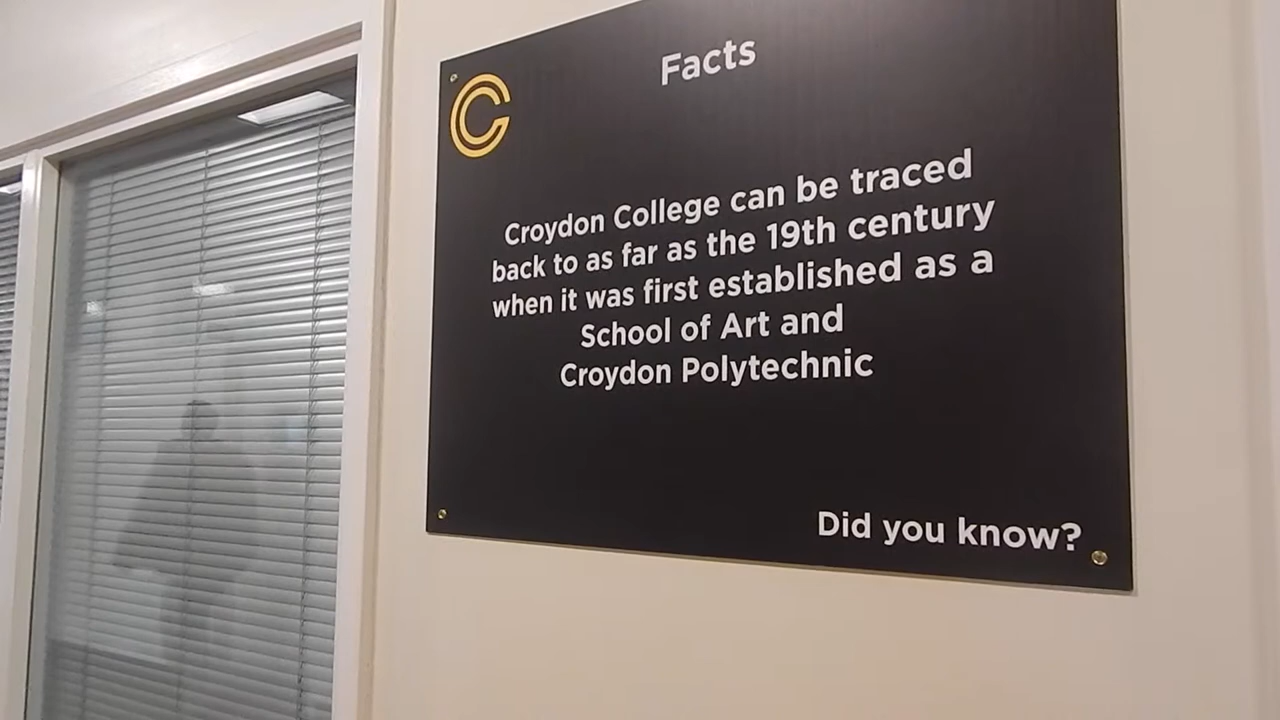 Facts
Croydon College can be traced
back to as far as the 19th century
when it was first established as a
School of Art and
Croydon Polytechnic
Did you know?